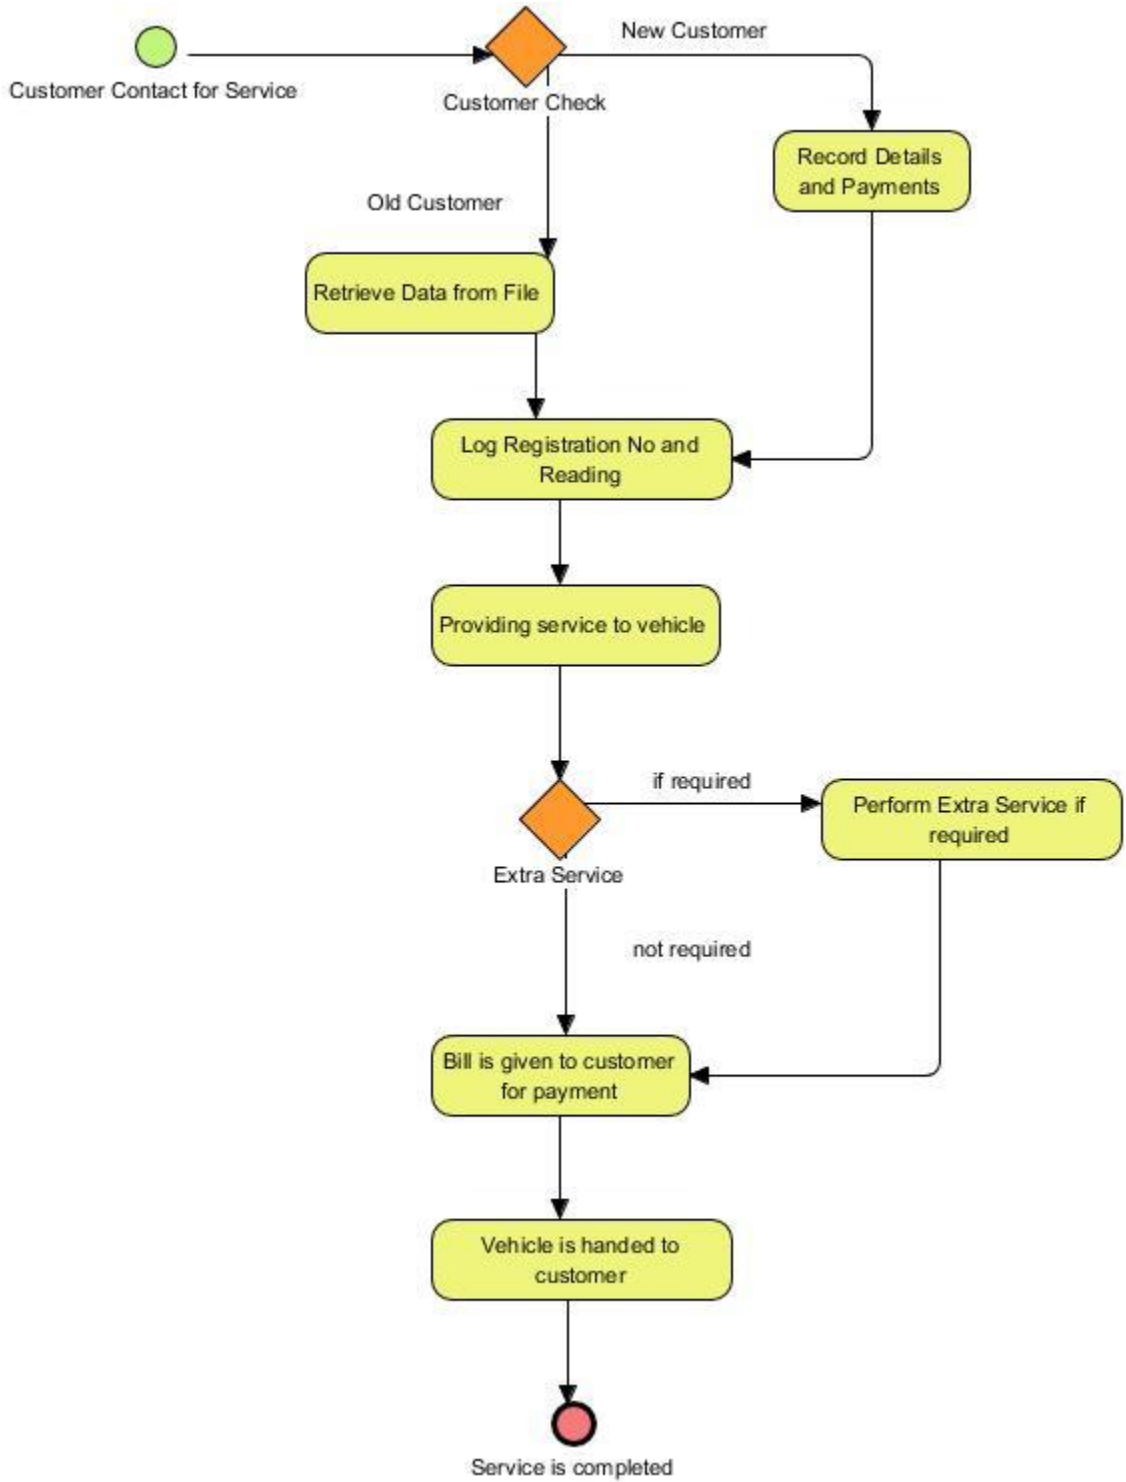 New Customer
Customer Contact for Service
Customer Check
Record Details
and Payments
Old Customer
Retrieve Data from File
Log Registration No and
Reading
Providing service to vehicle
if required
Perform Extra Service if
required
Extra Service
not required
Bill is given to customer
for payment
Vehicle is handed to
customer
Service is completed